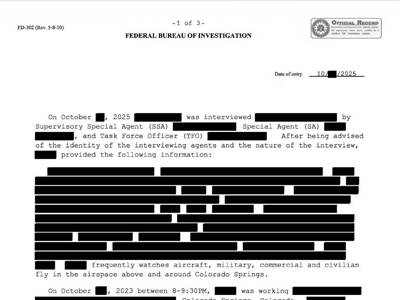 - 1 of 3 -
FD-302 (Rev. 5-8-10)
FEDERAL BUREAU OF INVESTIGATION
OFFICIAL RECORD
Date of entry 10/ /2025
On October , 2025 was interviewed by
Supervisory Special Agent (SSA) Special Agent (SA)
, and Task Force Officer (TFO) After being advised
of the identity of the interviewing agents and the nature of the interview,
provided the following information:
frequently watches aircraft, military, commercial and civilian
fly in the airspace above and around Colorado Springs.
On October , 2023 between 8-9:30PM, was working